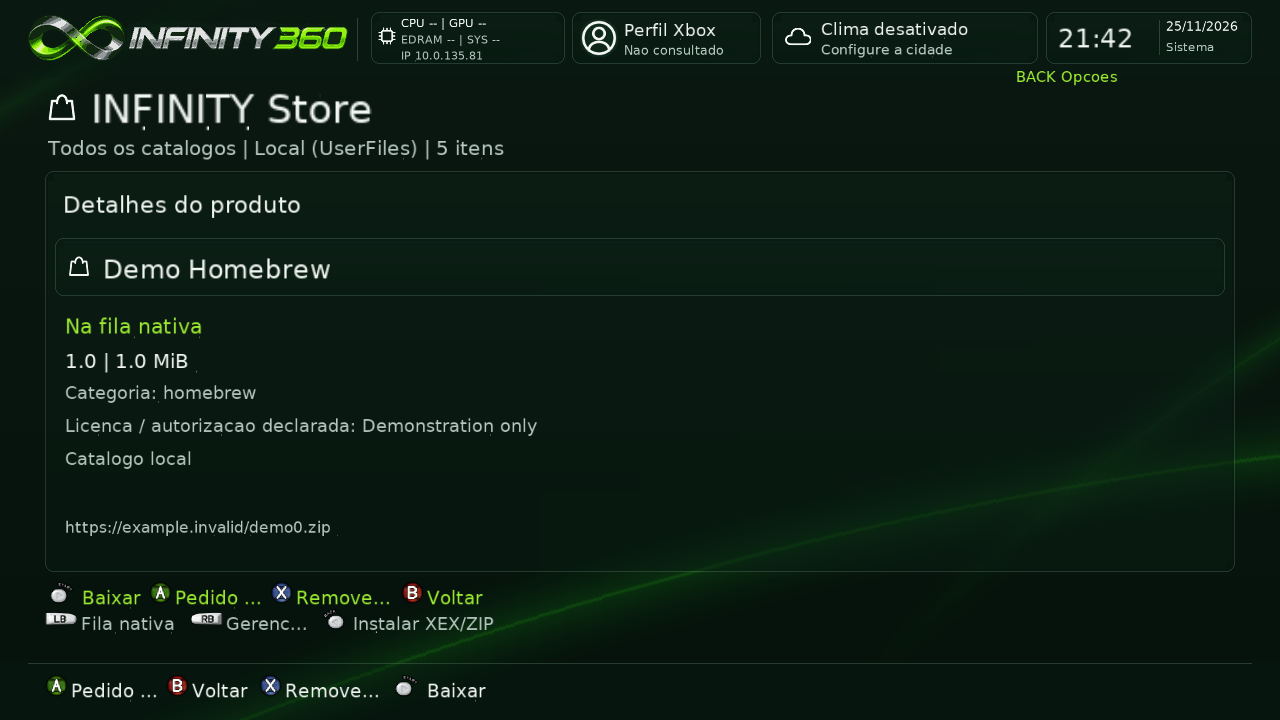 INFINITY 360
CPU -- | GPU --
EDRAM -- | SYS --
IP 10.0.135.81
Perfil Xbox
Nao consultado
Clima desativado
Configure a cidade
21:42
25/11/2026
Sistema
BACK Opcoes
INFINITY Store
Todos os catalogos | Local (UserFiles) | 5 itens
Detalhes do produto
Demo Homebrew
Na fila nativa
1.0 | 1.0 MiB
Categoria: homebrew
Licenca / autorizacao declarada: Demonstration only
Catalogo local
https://example.invalid/demo0.zip
Baixar A Pedido ... X Remove... B Voltar
LB Fila nativa RB Gerenc... Instalar XEX/ZIP
A Pedido ... B Voltar X Remove... Baixar